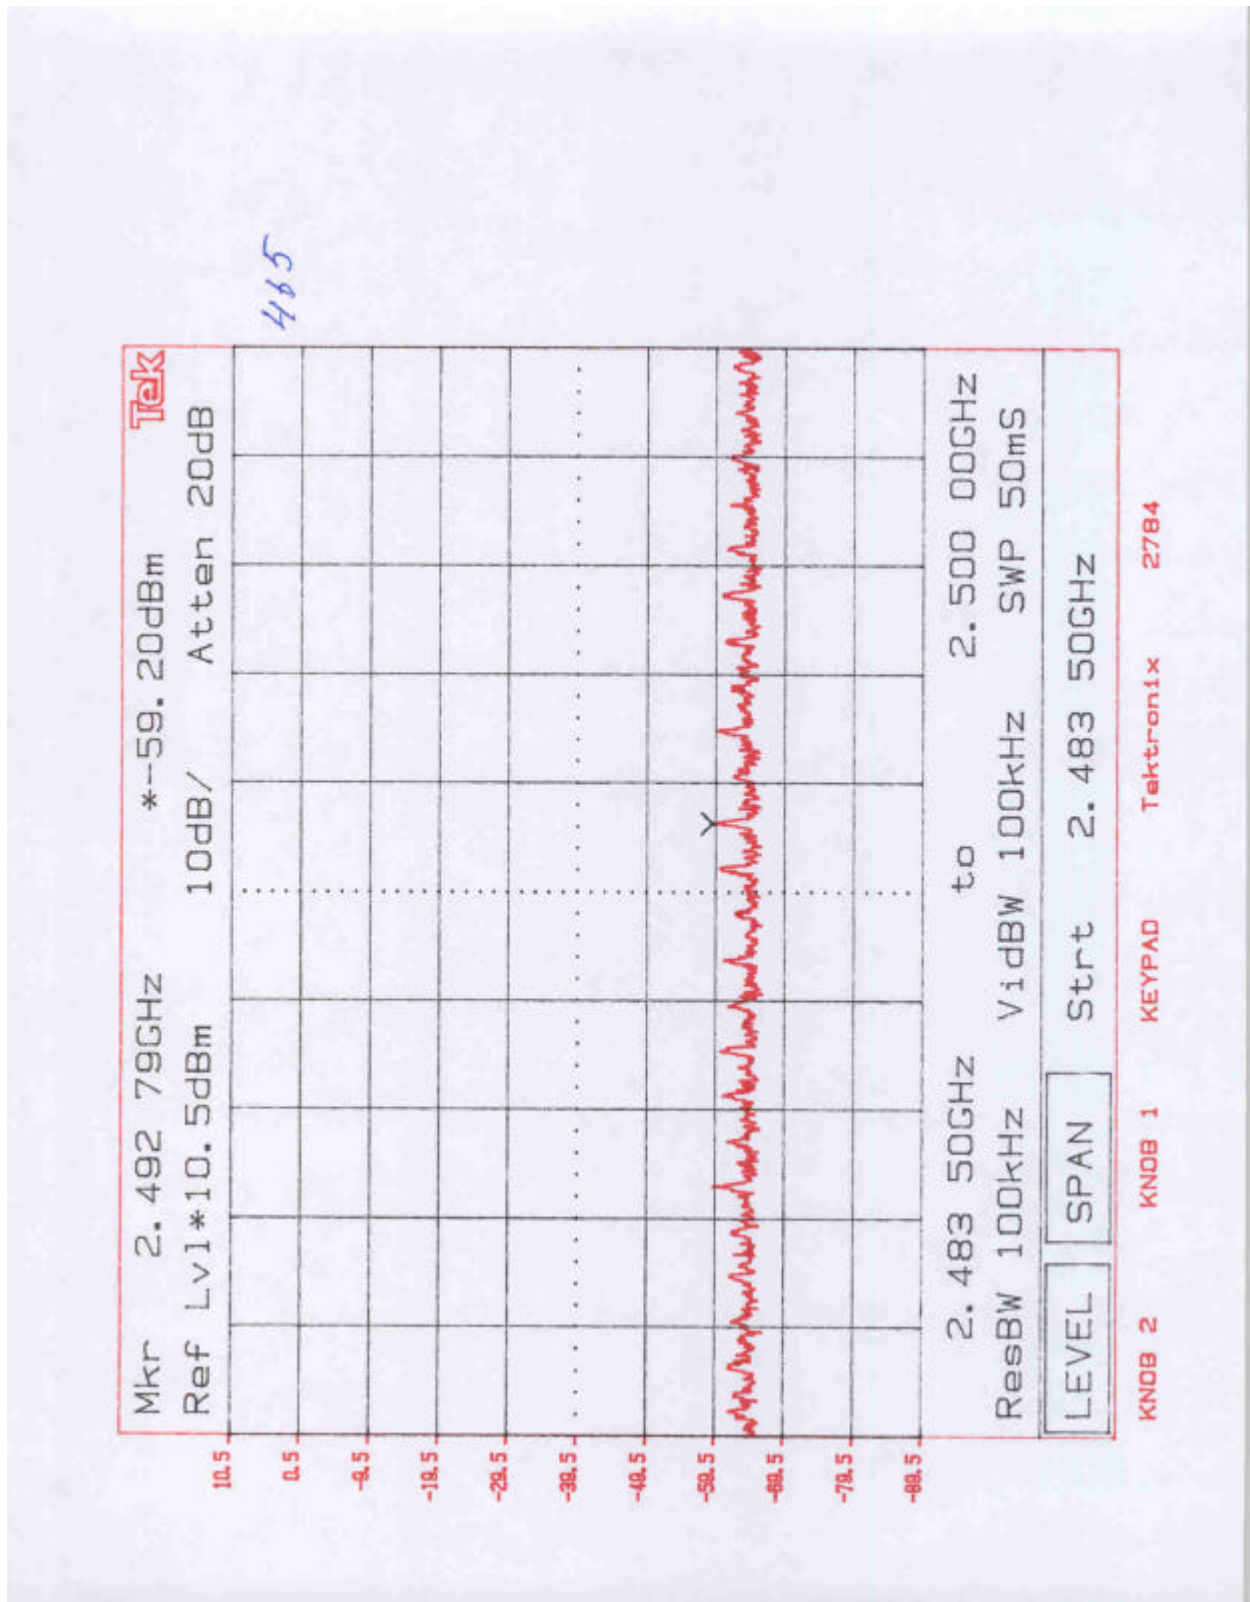 465
Mkr 2. 492 79GHz *-59. 20dBm Tek
Ref Lvl*10. 5dBm 10dB/ Atten 20dB
10.5
0.5
-9.5
-19.5
-29.5
-39.5
-49.5
-59.5
-69.5
-79.5
-89.5
2. 483 50GHz to 2. 500 00GHz
ResBW 100kHz VidBW 100kHz SWP 50mS
LEVEL SPAN Strt 2. 483 50GHz
KNOB 2 KNOB 1 KEYPAD Tektronix 2784